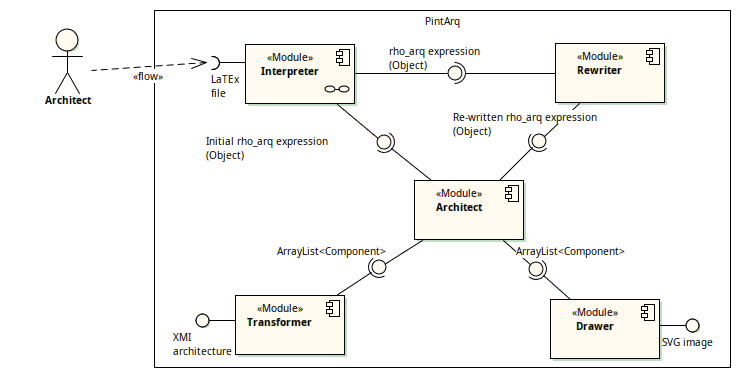 PintArq
«Module»
Interpreter
rho_arq expression
(Object)
«Module»
Rewriter
«flow»
LaTEx
file
Architect
Re-written rho_arq expression
(Object)
Initial rho_arq expression
(Object)
«Module»
Architect
ArrayList<Component>
ArrayList<Component>
«Module»
Transformer
«Module»
Drawer
XMI
architecture
SVG image